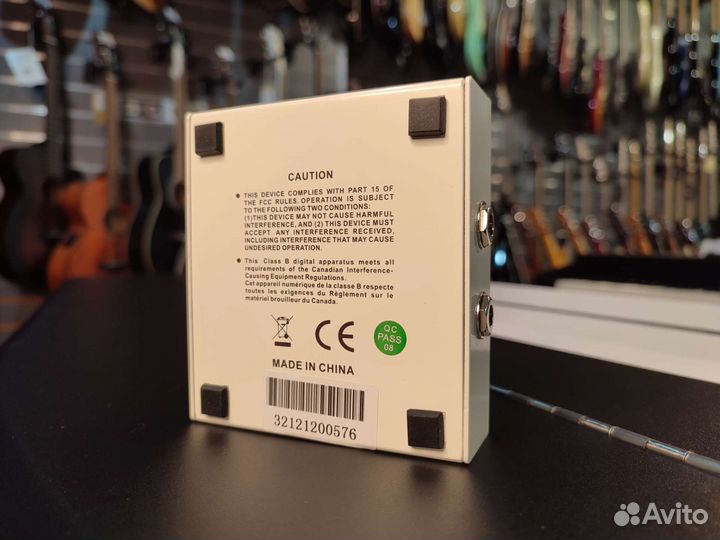 CAUTION
THIS DEVICE COMPLIES WITH PART 15 OF
THE FCC RULES. OPERATION IS SUBJECT
TO THE FOLLOWING TWO CONDITIONS:
(1)THIS DEVICE MAY NOT CAUSE HARMFUL
INTERFERENCE, AND (2) THIS DEVICE MUST
ACCEPT ANY INTERFERENCE RECEIVED,
INCLUDING INTERFERENCE THAT MAY CAUSE
UNDESIRED OPERATION.
This Class B digital apparatus meets all
requirements of the Canadian Interference-
Causing Equipment Regulations.
Cet appareil numérique de la classe B respecte
toutes les exigences du Règlement sur le
matériel brouilleur du Canada.
CE
QC
PASS
08
MADE IN CHINA
32121200576
Avito